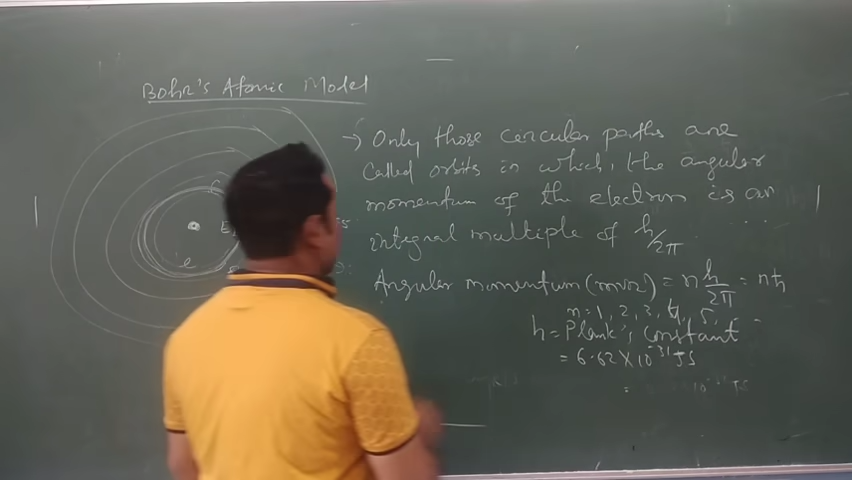 Bohr's Atomic Model
→ Only those circular paths are
called orbits in which, the angular
momentum of the electron is an
integral multiple of h/2π
Angular momentum (mvr) = n h/2π = nħ
n = 1, 2, 3, 4, 5, - -
h = Plank's constant
= 6.62 X 10⁻³¹ JS